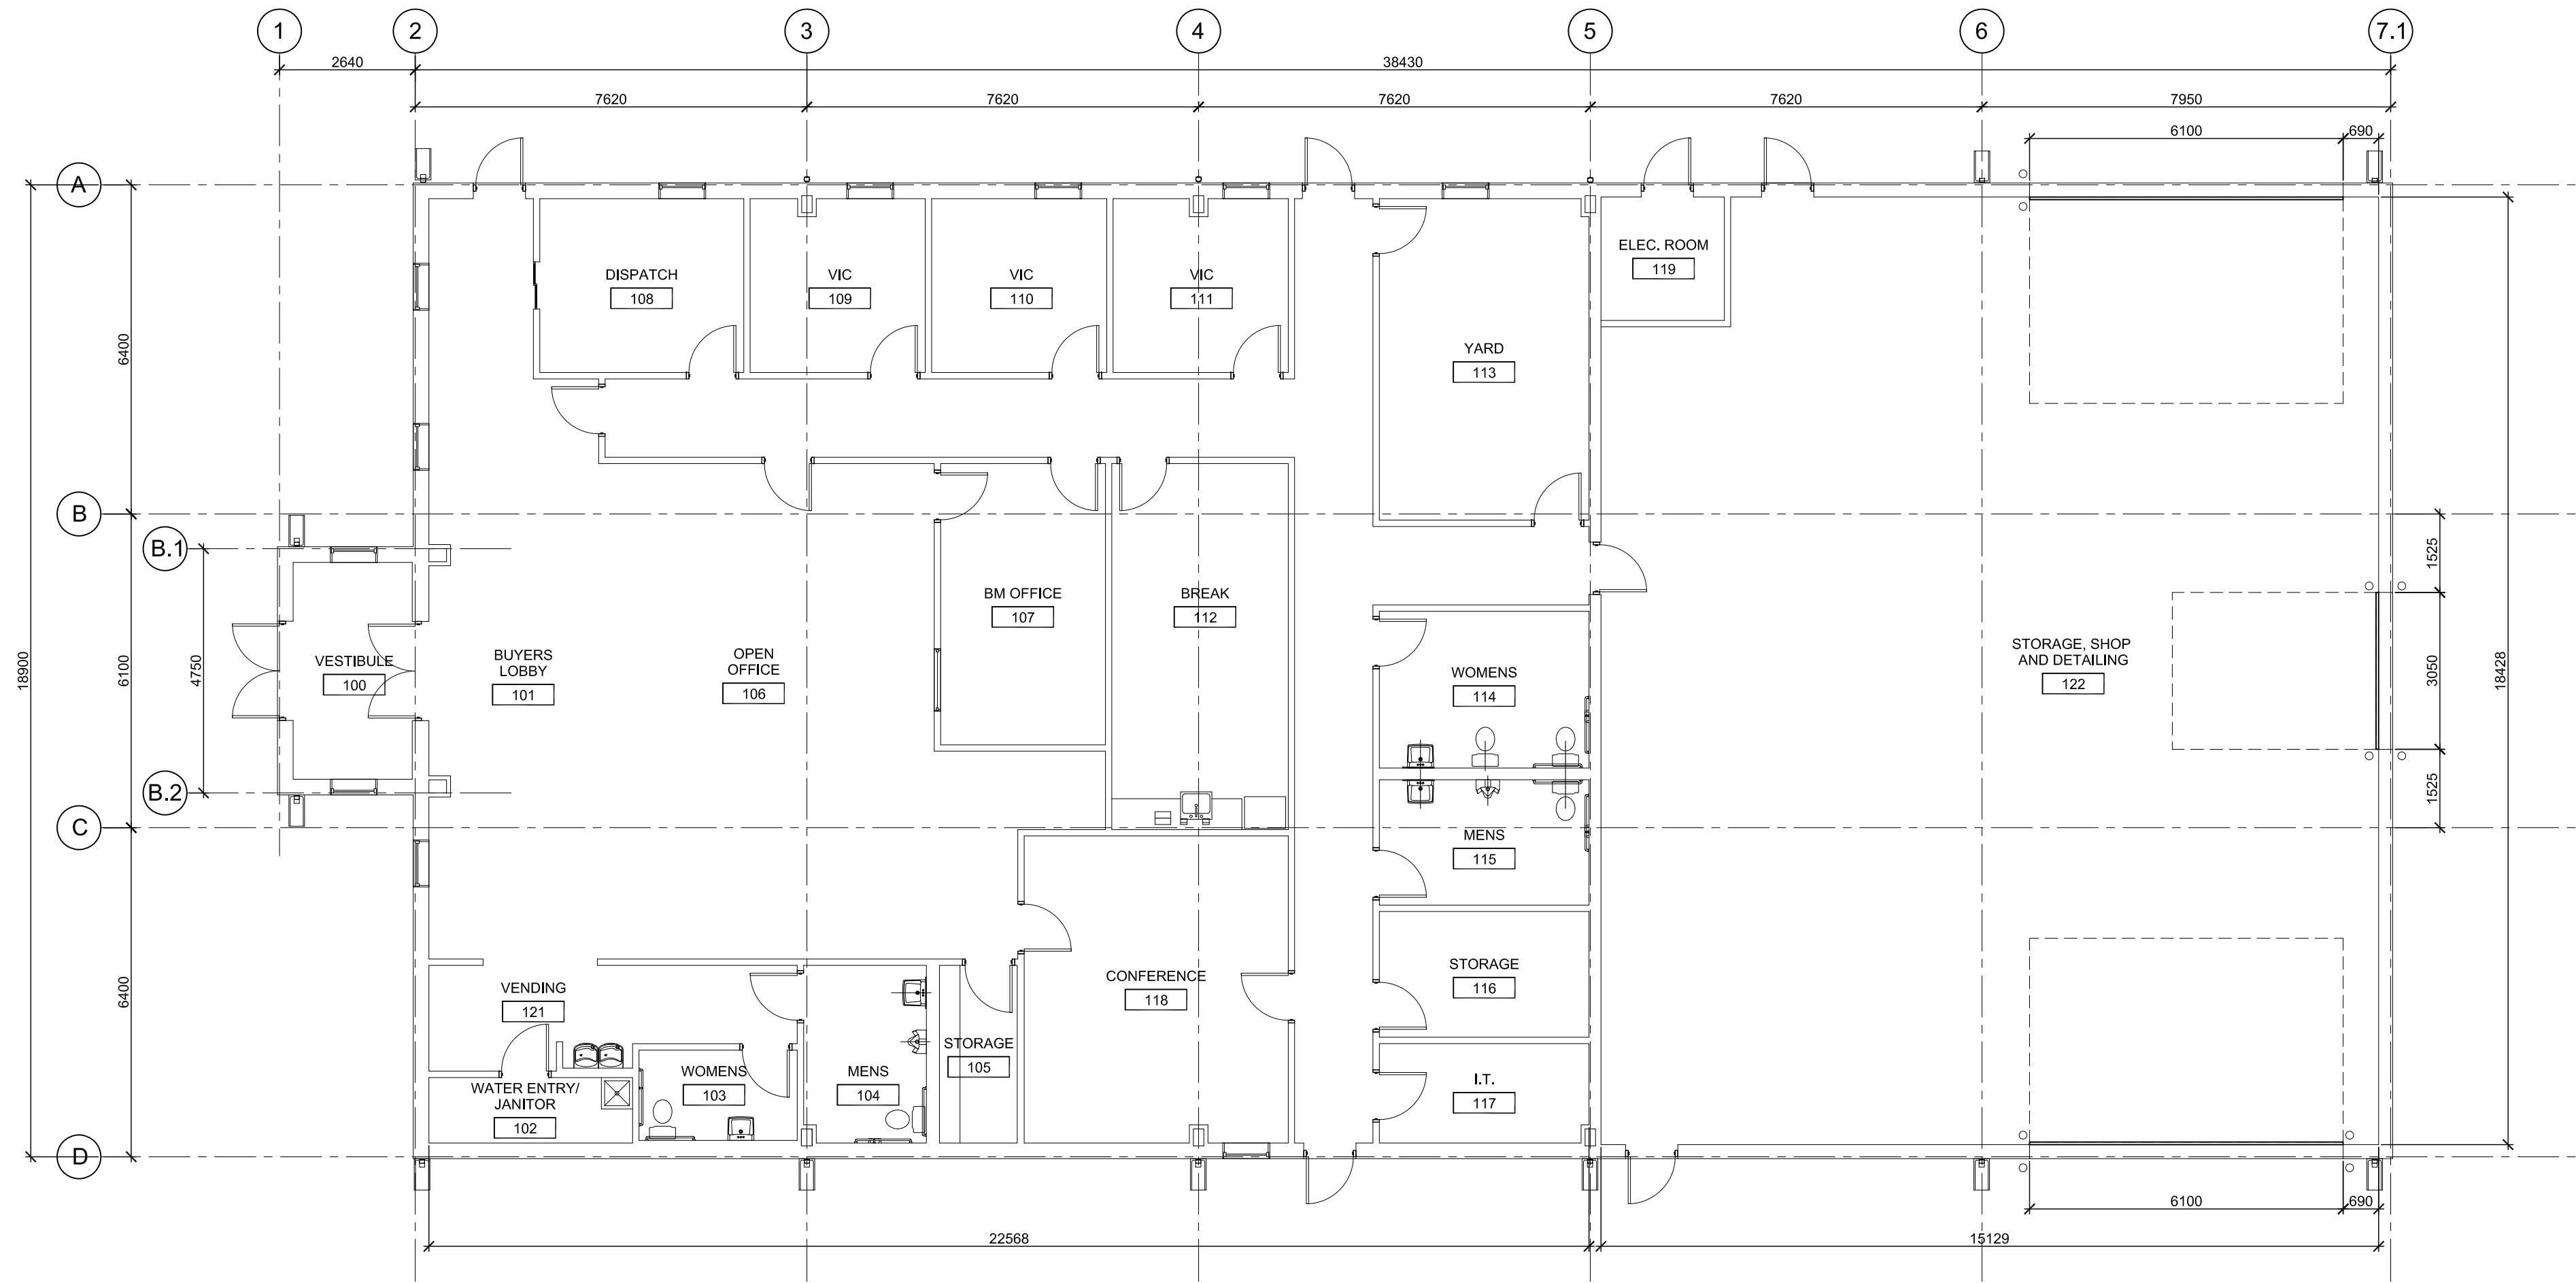 1
2
3
4
5
6
7.1
2640
38430
7620
7620
7620
7620
7950
6100
690
A
B
B.1
B.2
C
D
18900
6400
6100
6400
4750
DISPATCH
108
VIC
109
VIC
110
VIC
111
YARD
113
ELEC. ROOM
119
VESTIBULE
100
BUYERS
LOBBY
101
OPEN
OFFICE
106
BM OFFICE
107
BREAK
112
WOMENS
114
MENS
115
STORAGE, SHOP
AND DETAILING
122
1525
3050
1525
18428
VENDING
121
WATER ENTRY/
JANITOR
102
WOMENS
103
MENS
104
STORAGE
105
CONFERENCE
118
STORAGE
116
I.T.
117
6100
690
22568
15129